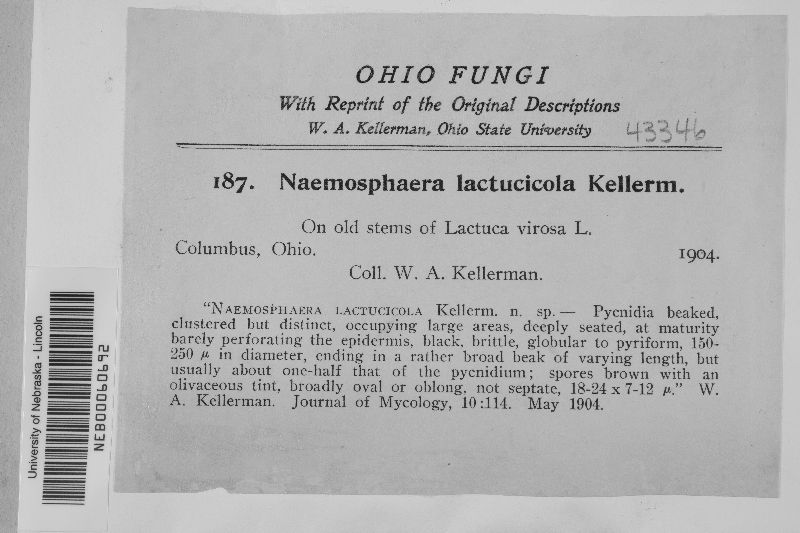 OHIO FUNGI
With Reprint of the Original Descriptions
W. A. Kellerman, Ohio State University 43346
187. Naemosphaera lactucicola Kellerm.
On old stems of Lactuca virosa L.
Columbus, Ohio. 1904.
Coll. W. A. Kellerman.
"NAEMOSPHAERA LACTUCICOLA Kellerm. n. sp.— Pycnidia beaked,
clustered but distinct, occupying large areas, deeply seated, at maturity
barely perforating the epidermis, black, brittle, globular to pyriform, 150-
250 µ in diameter, ending in a rather broad beak of varying length, but
usually about one-half that of the pycnidium; spores brown with an
olivaceous tint, broadly oval or oblong, not septate, 18-24 x 7-12 µ." W.
A. Kellerman. Journal of Mycology, 10:114. May 1904.
University of Nebraska - Lincoln
NEB00060692